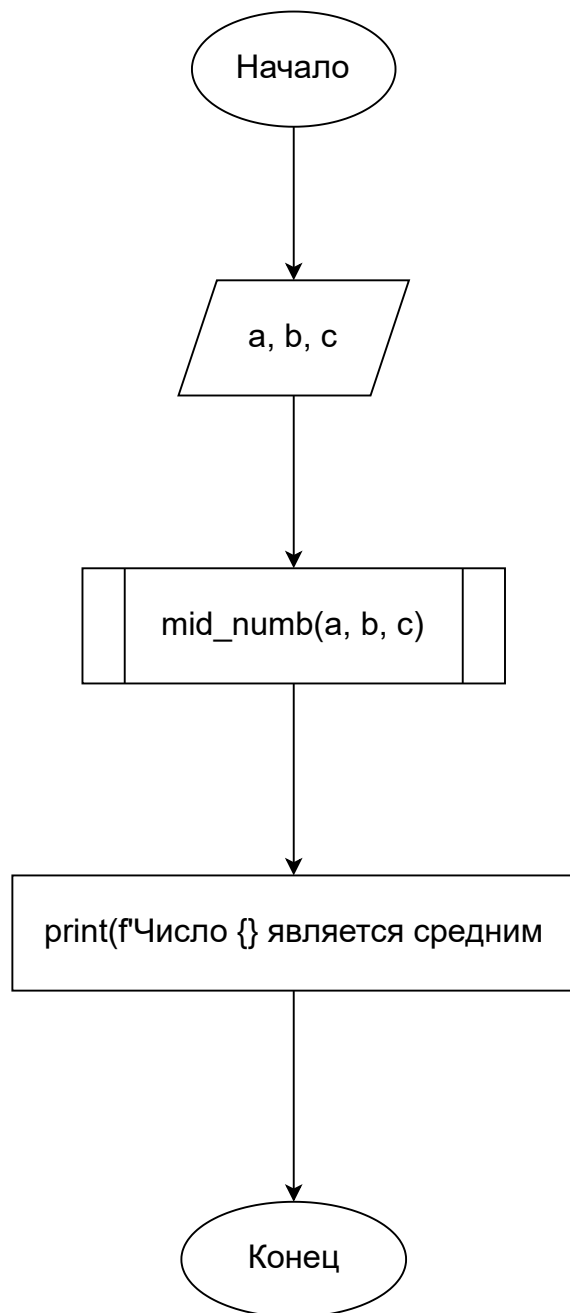 Начало
a, b, c
mid_numb(a, b, c)
print(f'Число {} является средним
Конец